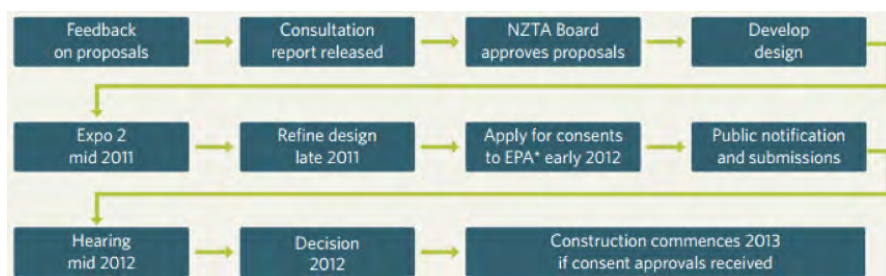 Feedback
on proposals
Consultation
report released
NZTA Board
approves proposals
Develop
design
Expo 2
mid 2011
Refine design
late 2011
Apply for consents
to EPA* early 2012
Public notification
and submissions
Hearing
mid 2012
Decision
2012
Construction commences 2013
if consent approvals received